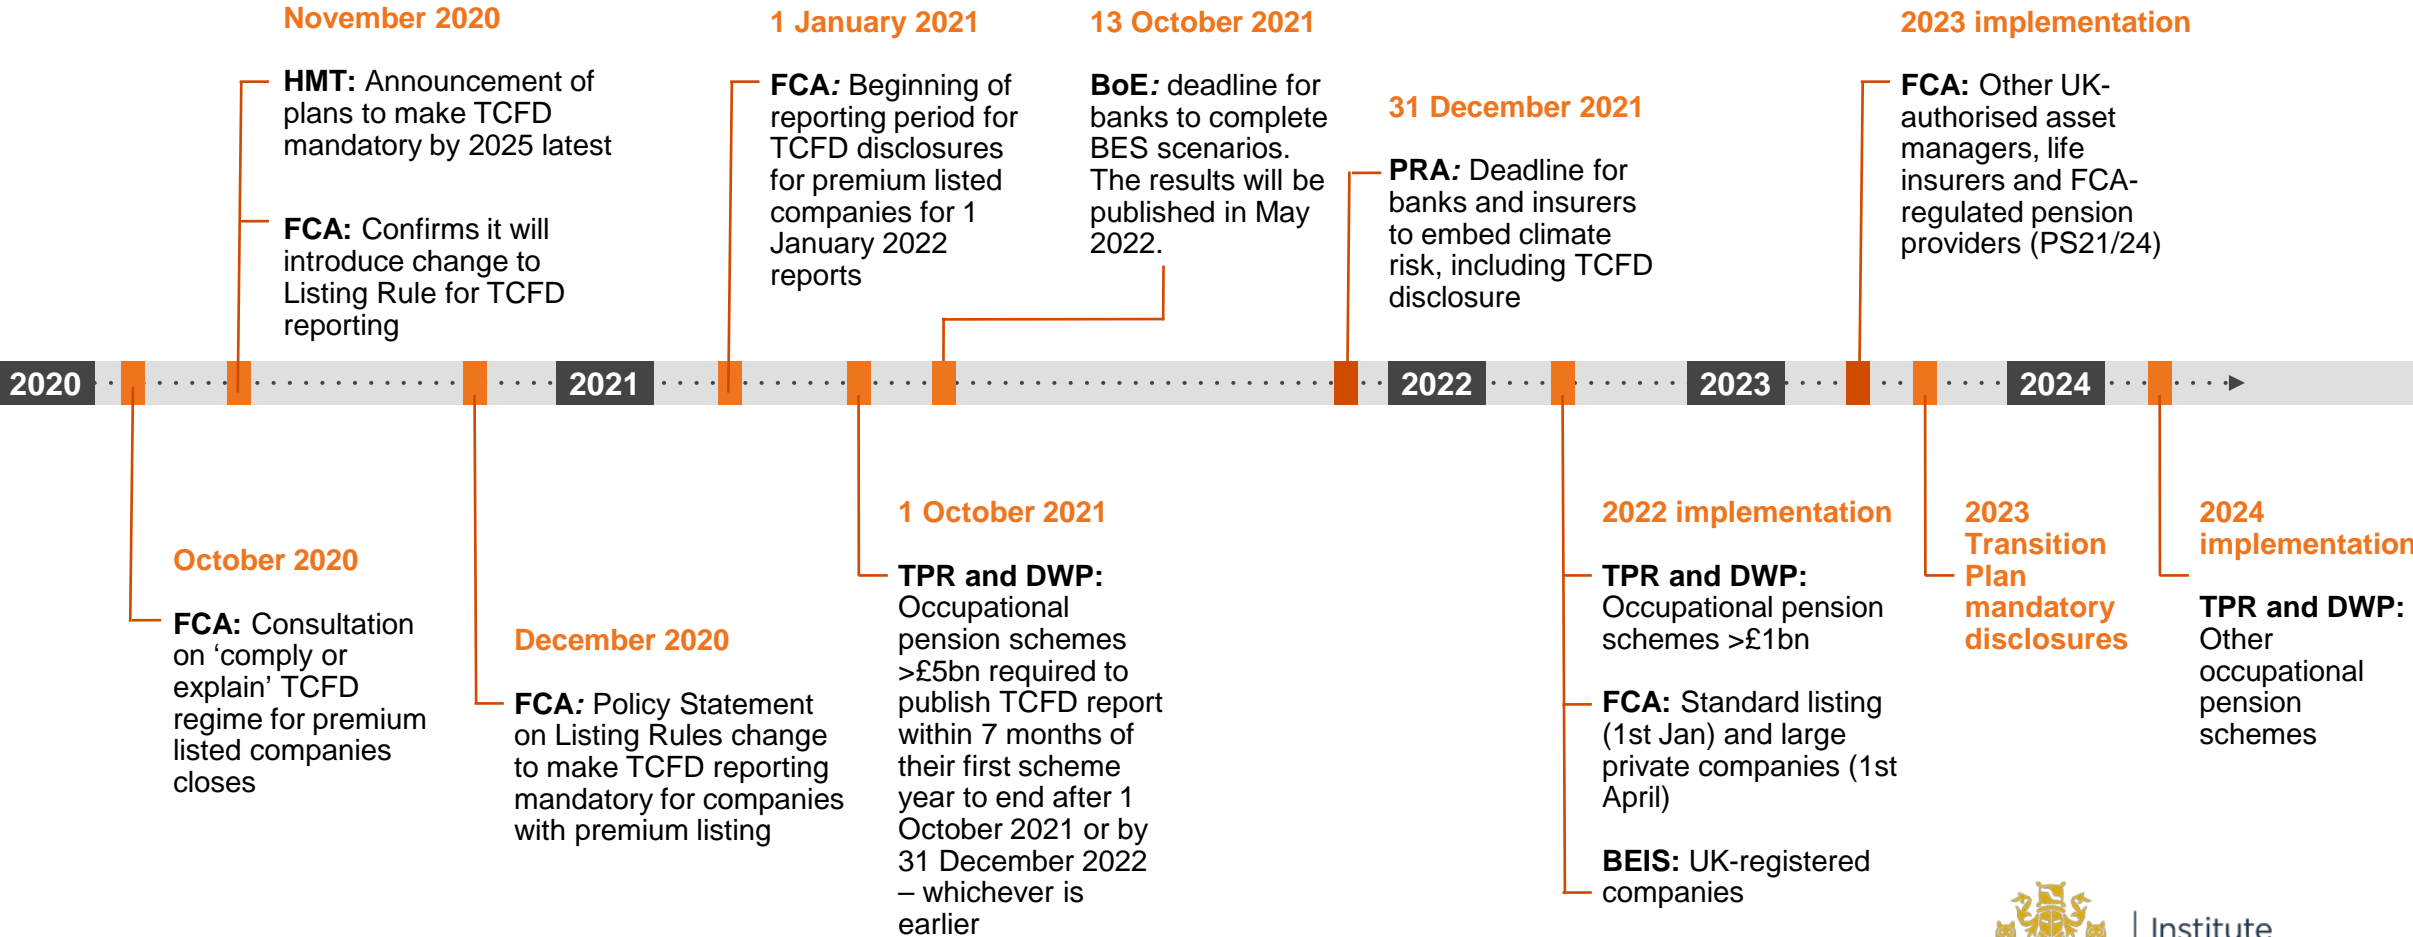 November 2020
HMT: Announcement of
plans to make TCFD
mandatory by 2025 latest
FCA: Confirms it will
introduce change to
Listing Rule for TCFD
reporting
1 January 2021
FCA: Beginning of
reporting period for
TCFD disclosures
for premium listed
companies for 1
January 2022
reports
13 October 2021
BoE: deadline for
banks to complete
BES scenarios.
The results will be
published in May
2022.
31 December 2021
PRA: Deadline for
banks and insurers
to embed climate
risk, including TCFD
disclosure
2023 implementation
FCA: Other UK-
authorised asset
managers, life
insurers and FCA-
regulated pension
providers (PS21/24)
2020
2021
2022
2023
2024
October 2020
FCA: Consultation
on ‘comply or
explain’ TCFD
regime for premium
listed companies
closes
December 2020
FCA: Policy Statement
on Listing Rules change
to make TCFD reporting
mandatory for companies
with premium listing
1 October 2021
TPR and DWP:
Occupational
pension schemes
>£5bn required to
publish TCFD report
within 7 months of
their first scheme
year to end after 1
October 2021 or by
31 December 2022
– whichever is
earlier
2022 implementation
TPR and DWP:
Occupational pension
schemes >£1bn
FCA: Standard listing
(1st Jan) and large
private companies (1st
April)
BEIS: UK-registered
companies
2023
Transition
Plan
mandatory
disclosures
2024
implementation
TPR and DWP:
Other
occupational
pension
schemes
Institute